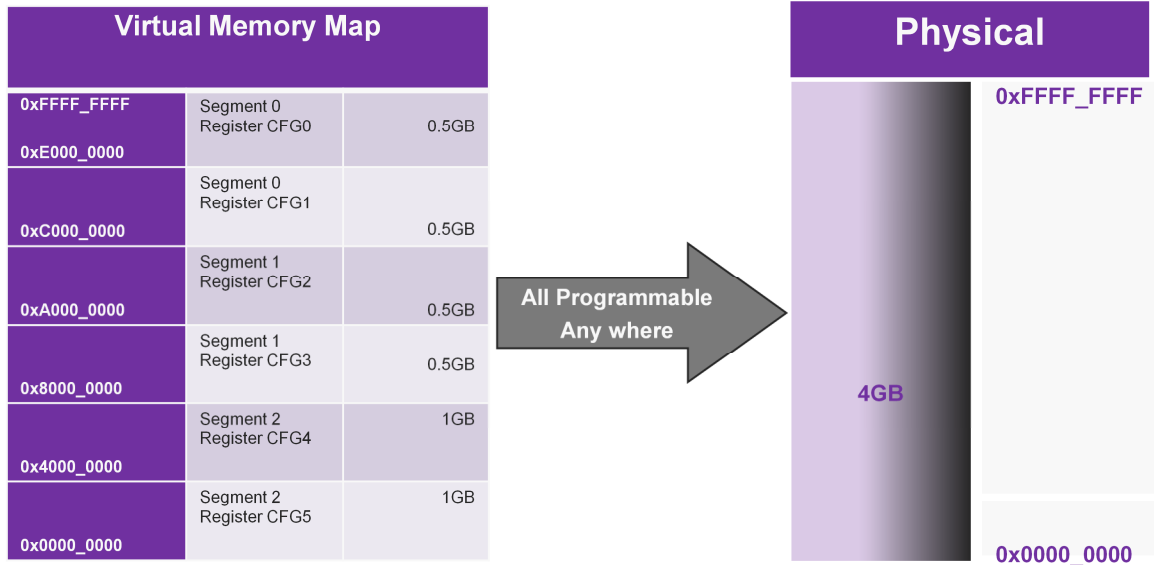 Virtual Memory Map
0xFFFF_FFFF
0xE000_0000
Segment 0
Register CFG0
0.5GB
0xC000_0000
Segment 0
Register CFG1
0.5GB
0xA000_0000
Segment 1
Register CFG2
0.5GB
0x8000_0000
Segment 1
Register CFG3
0.5GB
0x4000_0000
Segment 2
Register CFG4
1GB
0x0000_0000
Segment 2
Register CFG5
1GB
All Programmable
Any where
Physical
4GB
0xFFFF_FFFF
0x0000_0000